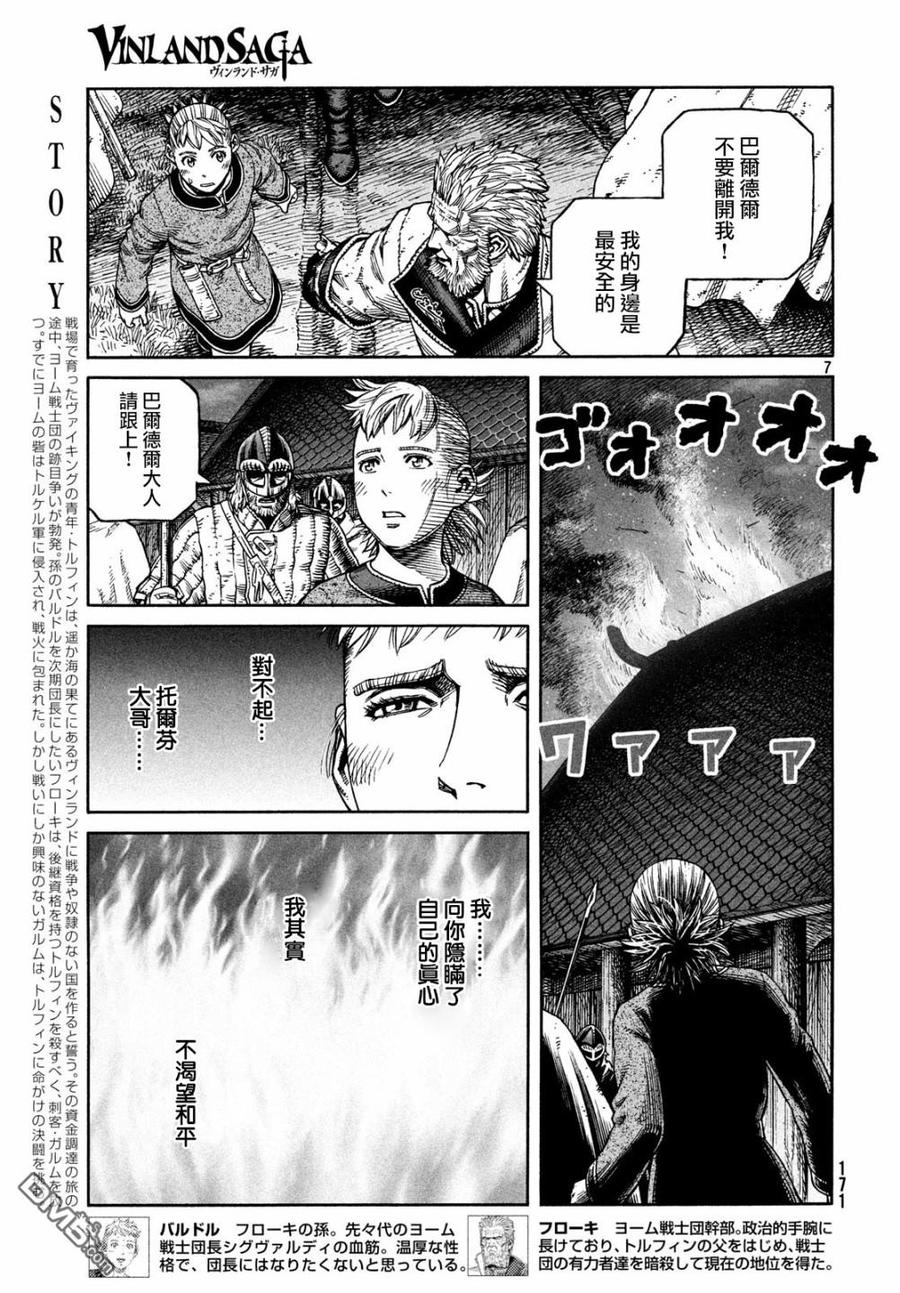 VINLAND SAGA
ヴィンランド・サガ
STORY
戦場で育ったヴァイキングの青年・トルフィンは、遥か海の果てにあるヴィンランドに戦争や奴隷のない国を作ると誓う。その資金調達の旅の
途中、ヨーム戦士団の跡目争いが勃発。孫のバルドルを次期団長にしたいフローキは、後継資格を持つトルフィンを殺すべく、刺客・ガルムを
つ。すでにヨームの砦はトルケル軍に侵入され、戦火に包まれた。しかし戦いにしか興味のないガルムは、トルフィンに命がけの決闘を挑
巴爾德爾
不要離開我！
我的身邊是
最安全的
7
ゴォオオオォ
ワァァァァ
巴爾德爾大人
請跟上！
對不起…
托爾芬
大哥……
我………
向你隱瞞了
自己的眞心
我其實
不渴望和平
171
バルドル　フローキの孫。先々代のヨーム
戦士団長シグヴァルディの血筋。温厚な性
格で、団長にはなりたくないと思っている。
フローキ　ヨーム戦士団幹部。政治的手腕に
長けており、トルフィンの父をはじめ、戦士
団の有力者達を暗殺して現在の地位を得た。